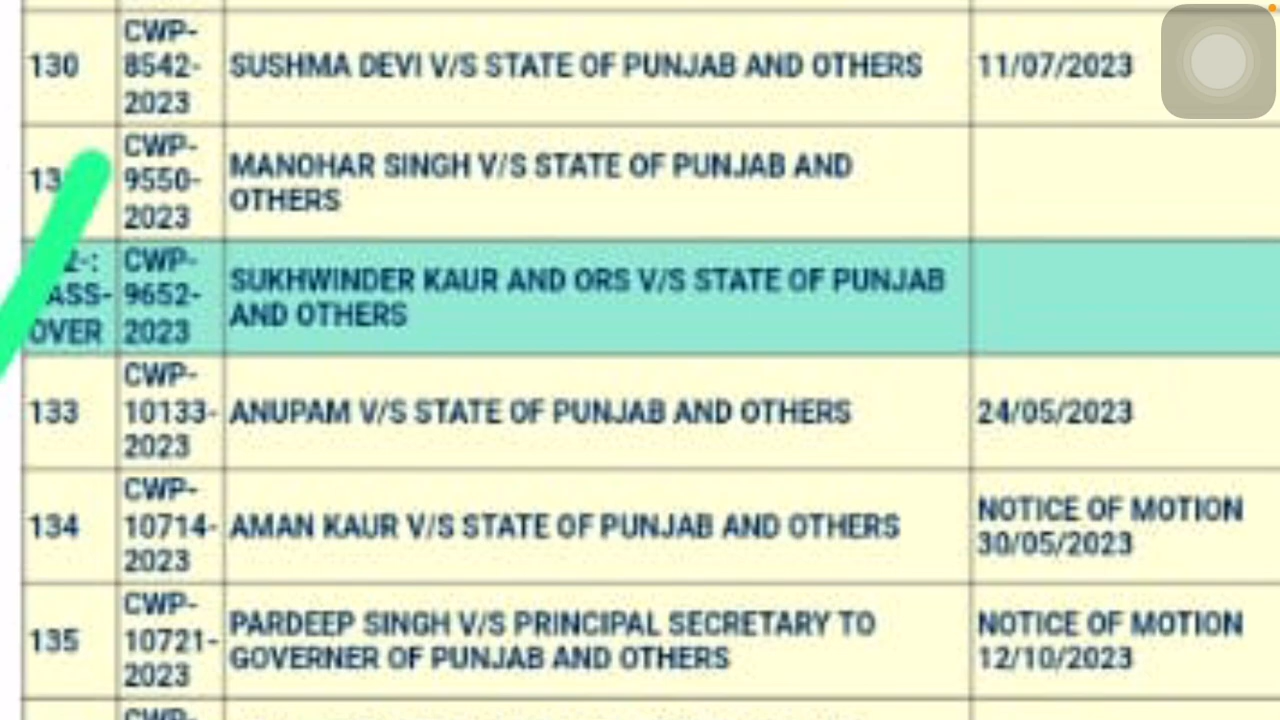 130
CWP-
8542-
2023
SUSHMA DEVI V/S STATE OF PUNJAB AND OTHERS
11/07/2023
CWP-
9550-
2023
MANOHAR SINGH V/S STATE OF PUNJAB AND
OTHERS
OVER
CWP-
9652-
2023
SUKHWINDER KAUR AND ORS V/S STATE OF PUNJAB
AND OTHERS
133
CWP-
10133-
2023
ANUPAM V/S STATE OF PUNJAB AND OTHERS
24/05/2023
134
CWP-
10714-
2023
AMAN KAUR V/S STATE OF PUNJAB AND OTHERS
NOTICE OF MOTION
30/05/2023
135
CWP-
10721-
2023
PARDEEP SINGH V/S PRINCIPAL SECRETARY TO
GOVERNER OF PUNJAB AND OTHERS
NOTICE OF MOTION
12/10/2023
CWP-